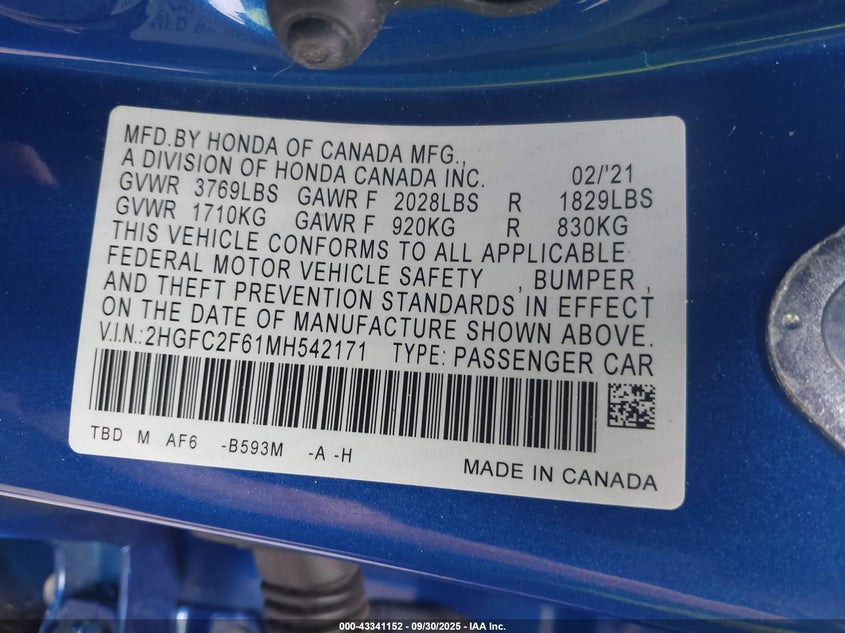 MFD.BY HONDA OF CANADA MFG.,
A DIVISION OF HONDA CANADA INC. 02/'21
GVWR 3769LBS GAWR F 2028LBS R 1829LBS
GVWR 1710KG GAWR F 920KG R 830KG
THIS VEHICLE CONFORMS TO ALL APPLICABLE
FEDERAL MOTOR VEHICLE SAFETY , BUMPER ,
AND THEFT PREVENTION STANDARDS IN EFFECT
ON THE DATE OF MANUFACTURE SHOWN ABOVE.
V.I.N.:2HGFC2F61MH542171 TYPE: PASSENGER CAR
TBD M AF6 -B593M -A -H
MADE IN CANADA
000-43341152 - 09/30/2025 - IAA Inc.